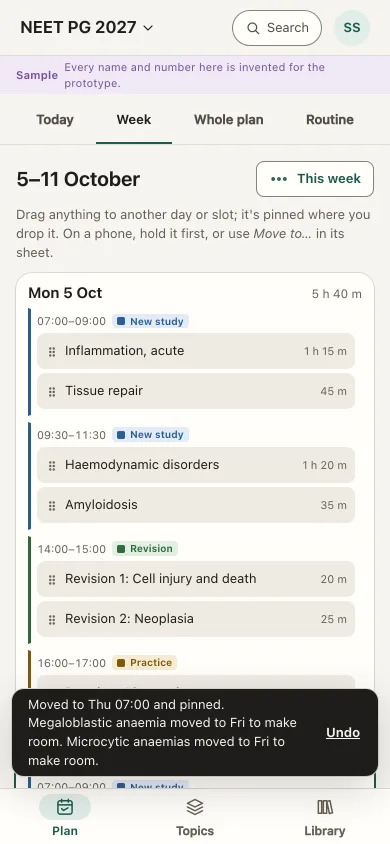 NEET PG 2027
Search
SS
Sample
Every name and number here is invented for the
prototype.
Today
Week
Whole plan
Routine
5–11 October
••• This week
Drag anything to another day or slot; it's pinned where you
drop it. On a phone, hold it first, or use Move to… in its
sheet.
Mon 5 Oct
5 h 40 m
07:00–09:00 New study
Inflammation, acute
1 h 15 m
Tissue repair
45 m
09:30–11:30 New study
Haemodynamic disorders
1 h 20 m
Amyloidosis
35 m
14:00–15:00 Revision
Revision 1: Cell injury and death
20 m
Revision 2: Neoplasia
25 m
16:00–17:00 Practice
Moved to Thu 07:00 and pinned.
Megaloblastic anaemia moved to Fri to make
room. Microcytic anaemias moved to Fri to
make room.
Undo
07:00–09:00 New study
Plan
Topics
Library